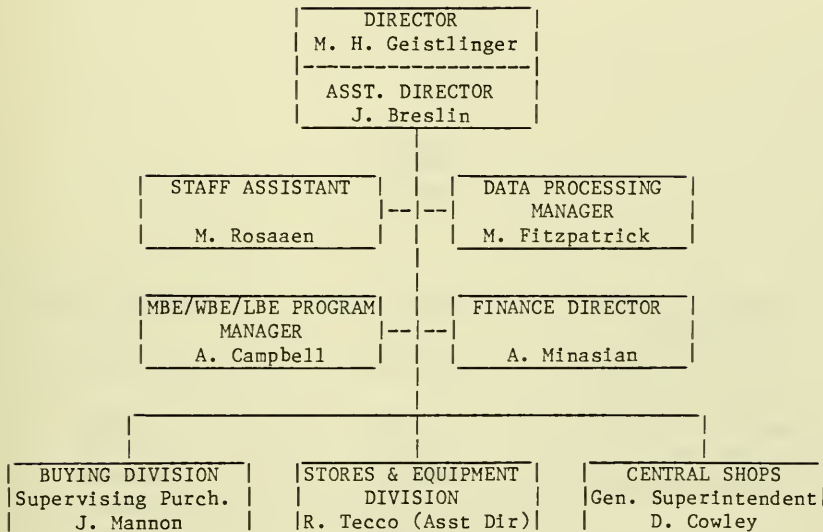 DIRECTOR
M. H. Geistlinger
ASST. DIRECTOR
J. Breslin
STAFF ASSISTANT
M. Rosaaen
DATA PROCESSING
MANAGER
M. Fitzpatrick
MBE/WBE/LBE PROGRAM
MANAGER
A. Campbell
FINANCE DIRECTOR
A. Minasian
BUYING DIVISION
Supervising Purch.
J. Mannon
STORES & EQUIPMENT
DIVISION
R. Tecco (Asst Dir)
CENTRAL SHOPS
Gen. Superintendent
D. Cowley